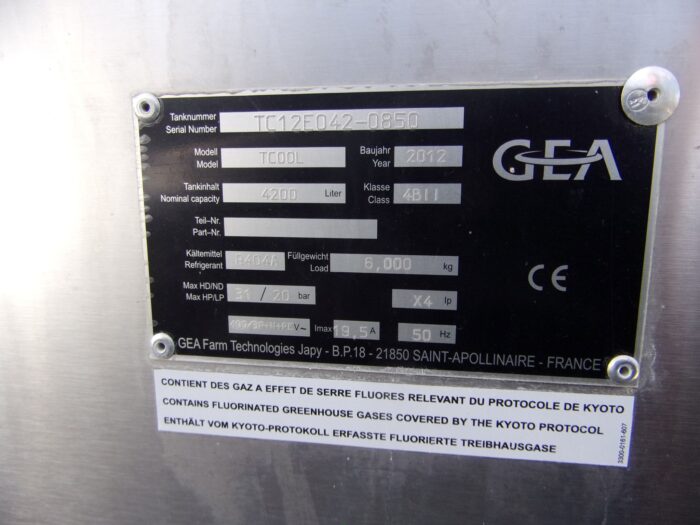 Tanknummer
Serial Number TC12E042-0850
Modell
Model TCOOL
Baujahr
Year 2012
GEA
Tankinhalt
Nominal capacity 4200 Liter
Klasse
Class 4BII
Teil-Nr.
Part-Nr.
Kältemittel
Refrigerant R404A
Füllgewicht
Load 6,000 kg
CE
Max HD/ND
Max HP/LP 31 / 20 bar
X4 Ip
V~ Imax 19,5 A
50 Hz
GEA Farm Technologies Japy - B.P.18 - 21850 SAINT-APOLLINAIRE - FRANCE
CONTIENT DES GAZ A EFFET DE SERRE FLUORES RELEVANT DU PROTOCOLE DE KYOTO
CONTAINS FLUORINATED GREENHOUSE GASES COVERED BY THE KYOTO PROTOCOL
ENTHÄLT VOM KYOTO-PROTOKOLL ERFASSTE FLUORIERTE TREIBHAUSGASE
3300-0161-607